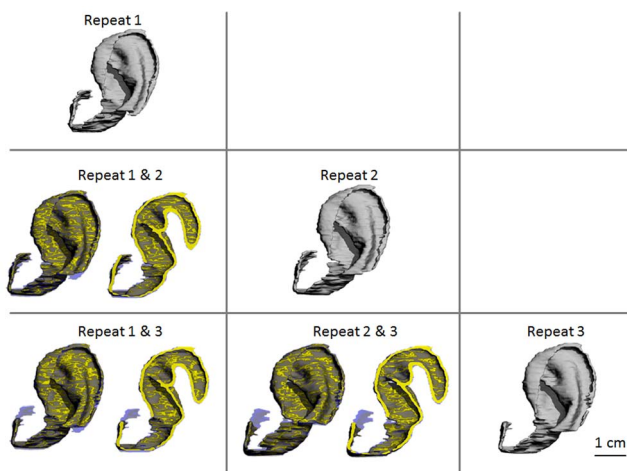 Repeat 1
Repeat 1 & 2
Repeat 2
Repeat 1 & 3
Repeat 2 & 3
Repeat 3
1 cm